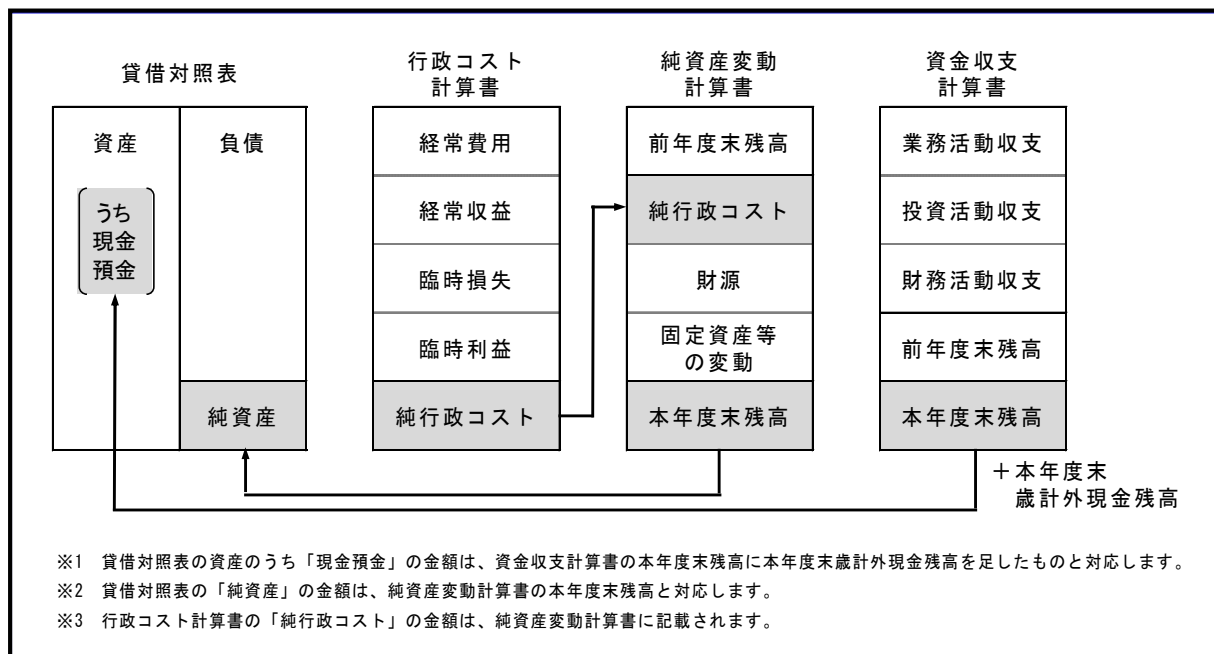 貸借対照表
資産
うち
現金
預金
負債
純資産
行政コスト
計算書
経常費用
経常収益
臨時損失
臨時利益
純行政コスト
純資産変動
計算書
前年度末残高
純行政コスト
財源
固定資産等
の変動
本年度末残高
資金収支
計算書
業務活動収支
投資活動収支
財務活動収支
前年度末残高
本年度末残高
＋本年度末
歳計外現金残高
※1 貸借対照表の資産のうち「現金預金」の金額は、資金収支計算書の本年度末残高に本年度末歳計外現金残高を足したものと対応します。
※2 貸借対照表の「純資産」の金額は、純資産変動計算書の本年度末残高と対応します。
※3 行政コスト計算書の「純行政コスト」の金額は、純資産変動計算書に記載されます。